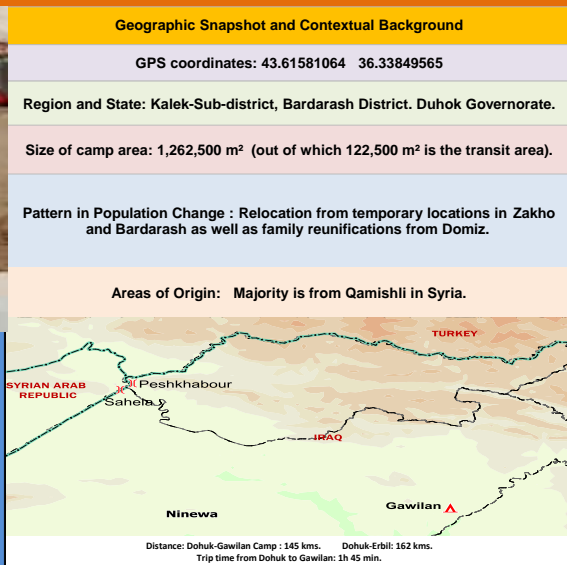 Geographic Snapshot and Contextual Background
GPS coordinates: 43.61581064 36.33849565
Region and State: Kalek-Sub-district, Bardarash District. Duhok Governorate.
Size of camp area: 1,262,500 m² (out of which 122,500 m² is the transit area).
Pattern in Population Change : Relocation from temporary locations in Zakho
and Bardarash as well as family reunifications from Domiz.
Areas of Origin: Majority is from Qamishli in Syria.
TURKEY
SYRIAN ARAB
REPUBLIC
Peshkhabour
Sahela
IRAQ
Ninewa
Gawilan
Distance: Dohuk-Gawilan Camp : 145 kms. Dohuk-Erbil: 162 kms.
Trip time from Dohuk to Gawilan: 1h 45 min.